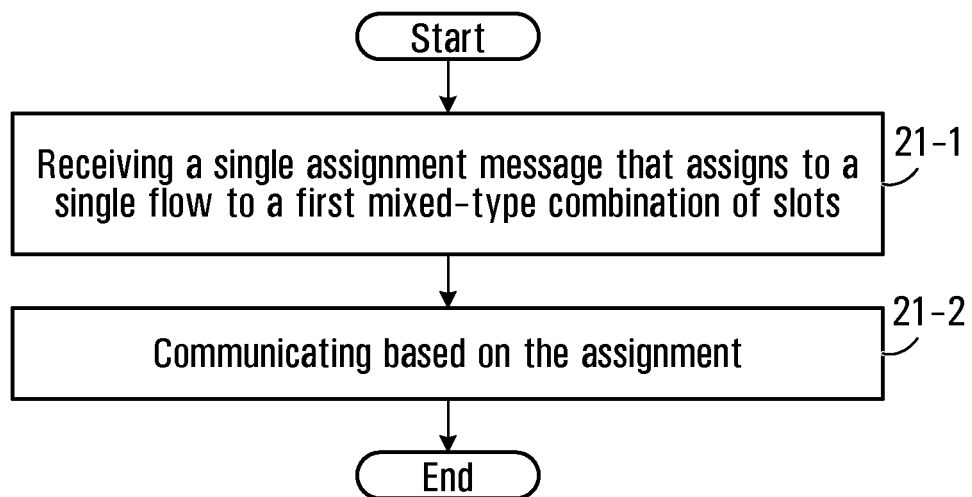 Start
Receiving a single assignment message that assigns to a
single flow to a first mixed-type combination of slots
21-1
Communicating based on the assignment
21-2
End